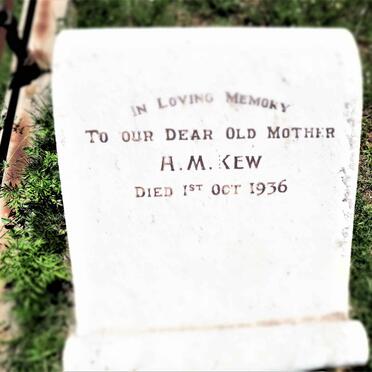 In Loving Memory
To Our Dear Old Mother
H.M. Kew
Died 1st Oct 1936